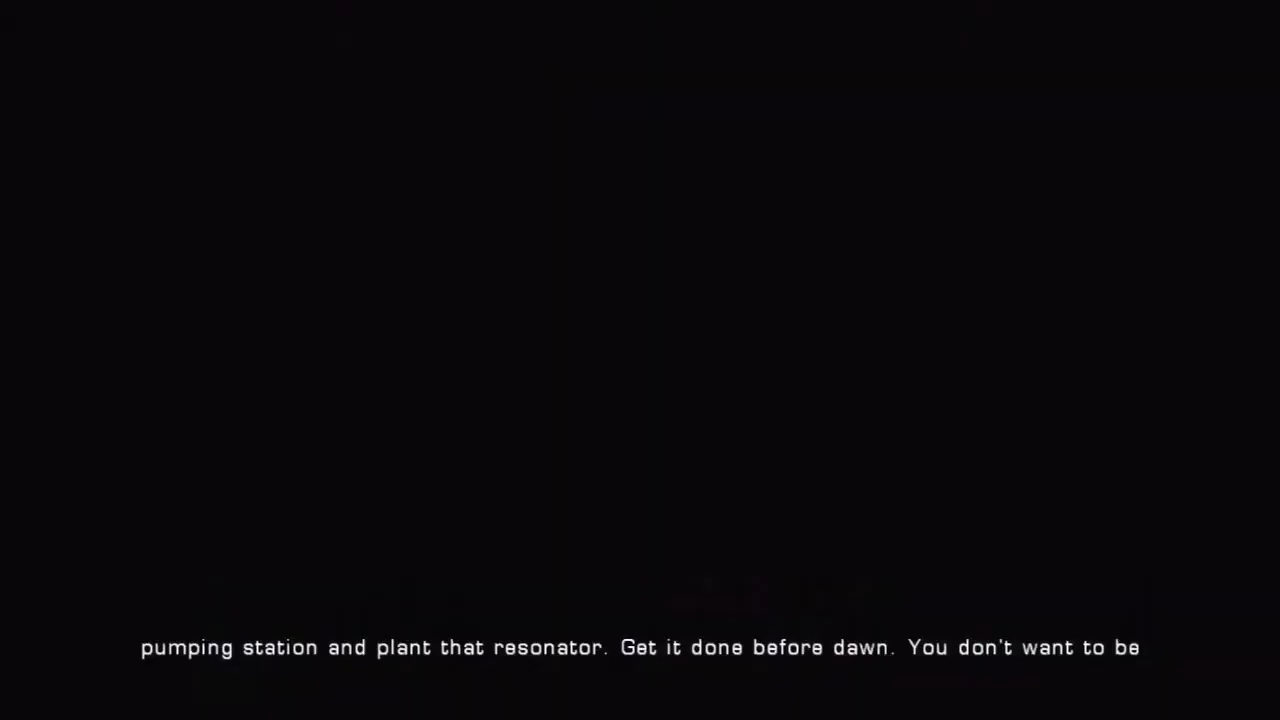 pumping station and plant that resonator. Get it done before dawn. You don't want to be